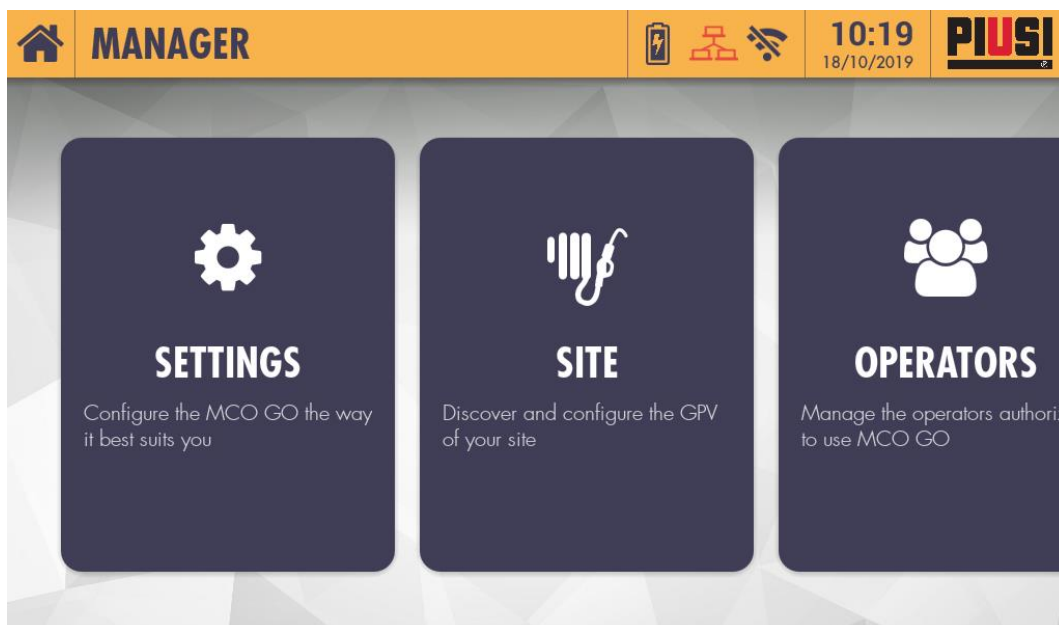 MANAGER
10:19
18/10/2019
PIUSI
SETTINGS
Configure the MCO GO the way
it best suits you
SITE
Discover and configure the GPV
of your site
OPERATORS
Manage the operators authori
to use MCO GO